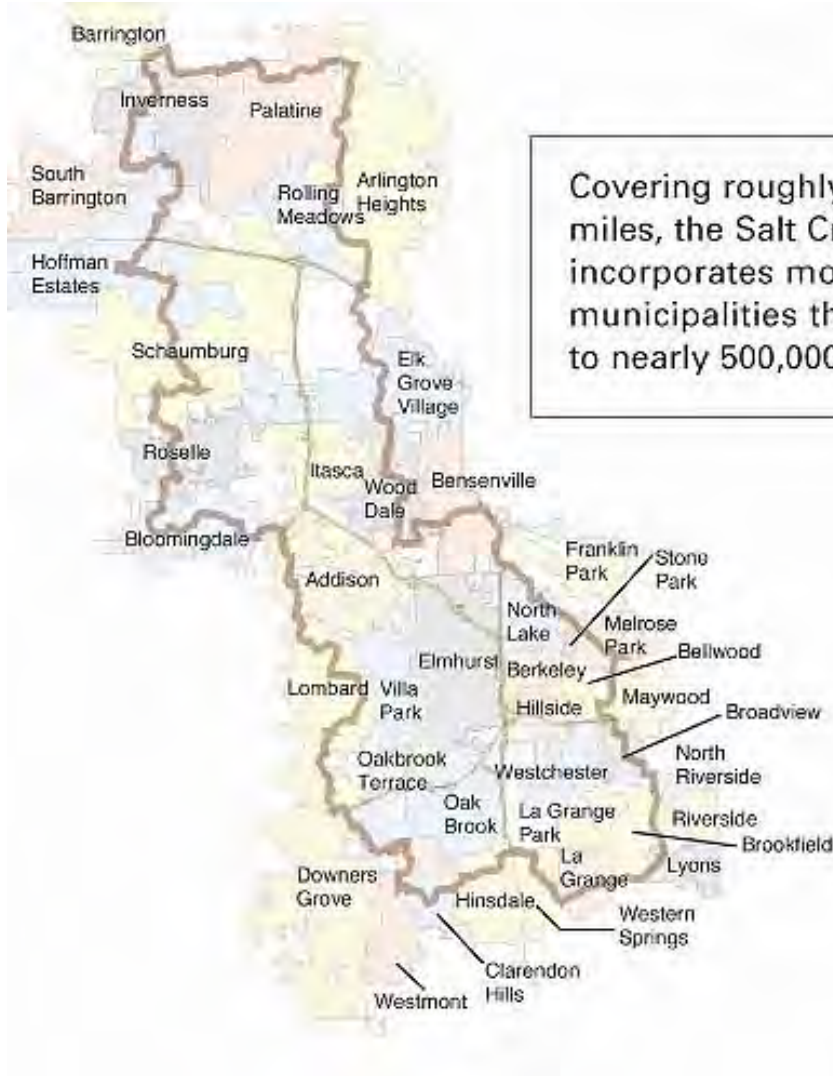 Barrington
Inverness
Palatine
South
Barrington
Rolling
Meadows
Arlington
Heights
Hoffman
Estates
Covering roughly
miles, the Salt Cr
incorporates mo
municipalities th
to nearly 500,000
Schaumburg
Elk
Grove
Village
Roselle
Itasca
Wood
Dale
Bensenville
Bloomingdale
Addison
Franklin
Park
Stone
Park
North
Lake
Melrose
Park
Elmhurst
Berkeley
Bellwood
Lombard
Villa
Park
Hillside
Maywood
Broadview
Oakbrook
Terrace
Westchester
North
Riverside
Oak
Brook
La Grange
Park
Riverside
Brookfield
La
Grange
Lyons
Downers
Grove
Hinsdale
Western
Springs
Clarendon
Hills
Westmont